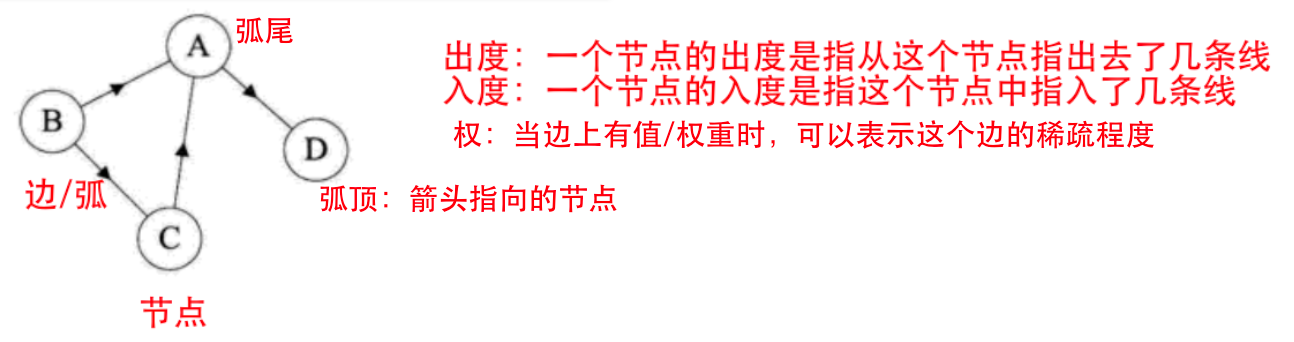 A
弧尾
出度：一个节点的出度是指从这个节点指出去了几条线
入度：一个节点的入度是指这个节点中指入了几条线
B
权：当边上有值/权重时，可以表示这个边的稀疏程度
D
边/弧
弧顶：箭头指向的节点
C
节点